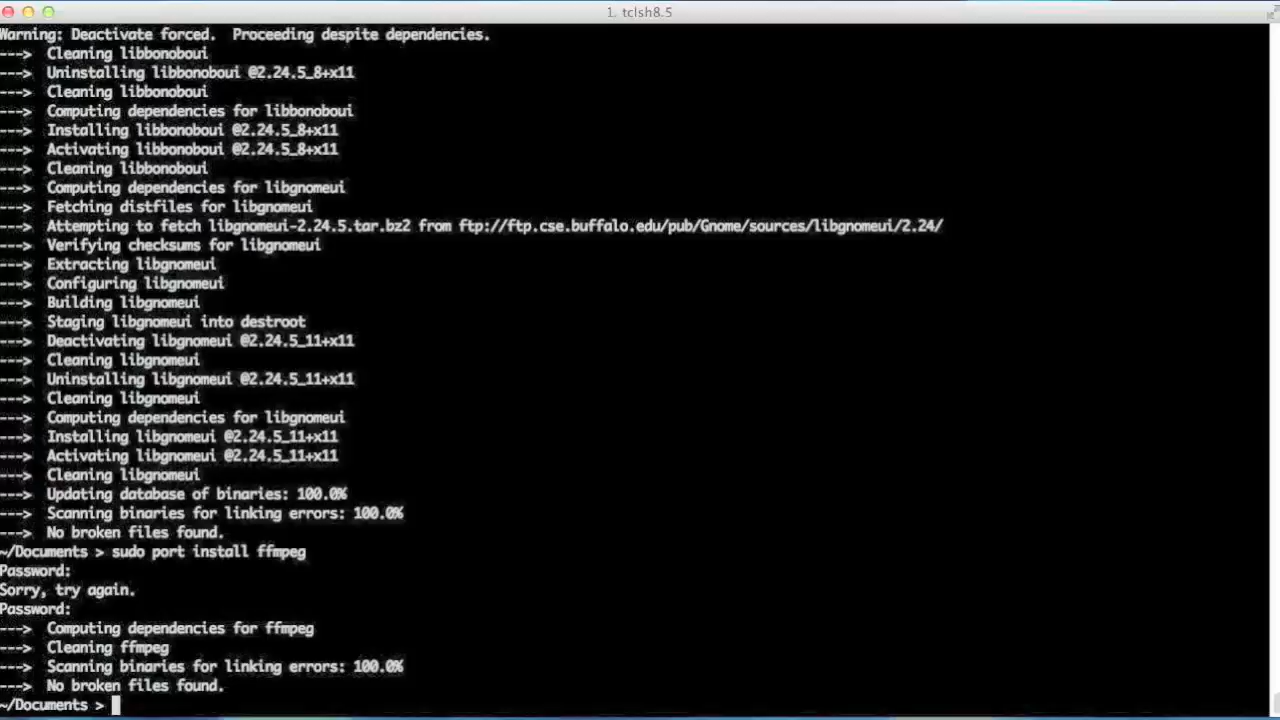 1. tclsh8.5
Warning: Deactivate forced.  Proceeding despite dependencies.
--->  Cleaning libbonoboui
--->  Uninstalling libbonoboui @2.24.5_8+x11
--->  Cleaning libbonoboui
--->  Computing dependencies for libbonoboui
--->  Installing libbonoboui @2.24.5_8+x11
--->  Activating libbonoboui @2.24.5_8+x11
--->  Cleaning libbonoboui
--->  Computing dependencies for libgnomeui
--->  Fetching distfiles for libgnomeui
--->  Attempting to fetch libgnomeui-2.24.5.tar.bz2 from ftp://ftp.cse.buffalo.edu/pub/Gnome/sources/libgnomeui/2.24/
--->  Verifying checksums for libgnomeui
--->  Extracting libgnomeui
--->  Configuring libgnomeui
--->  Building libgnomeui
--->  Staging libgnomeui into destroot
--->  Deactivating libgnomeui @2.24.5_11+x11
--->  Cleaning libgnomeui
--->  Uninstalling libgnomeui @2.24.5_11+x11
--->  Cleaning libgnomeui
--->  Computing dependencies for libgnomeui
--->  Installing libgnomeui @2.24.5_11+x11
--->  Activating libgnomeui @2.24.5_11+x11
--->  Cleaning libgnomeui
--->  Updating database of binaries: 100.0%
--->  Scanning binaries for linking errors: 100.0%
--->  No broken files found.
~/Documents > sudo port install ffmpeg
Password:
Sorry, try again.
Password:
--->  Computing dependencies for ffmpeg
--->  Cleaning ffmpeg
--->  Scanning binaries for linking errors: 100.0%
--->  No broken files found.
~/Documents >